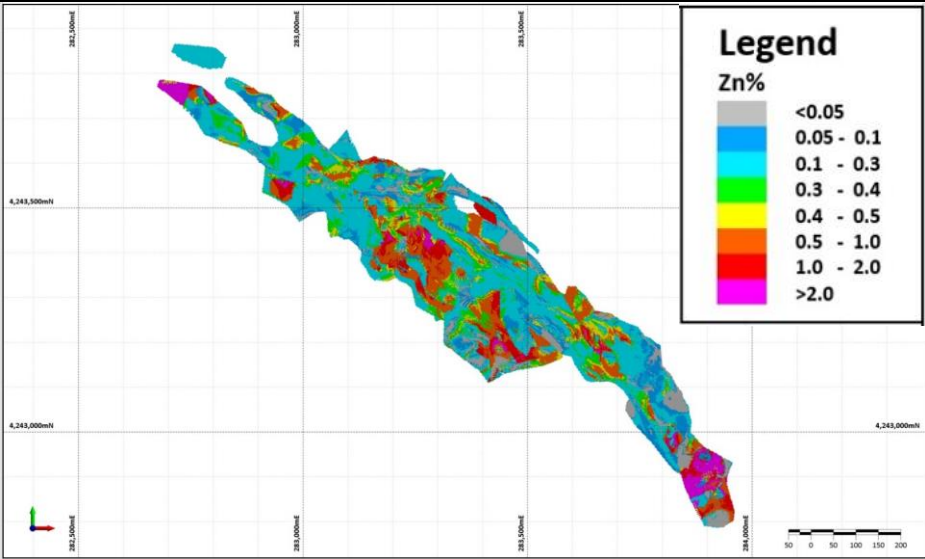 282,500mE
283,000mE
283,500mE
Legend
Zn%
<0.05
0.05 - 0.1
0.1 - 0.3
0.3 - 0.4
0.4 - 0.5
0.5 - 1.0
1.0 - 2.0
>2.0
4,243,500mN
4,243,000mN
4,243,000mN
282,500mE
283,000mE
283,500mE
284,000mE
50 0 50 100 150 200